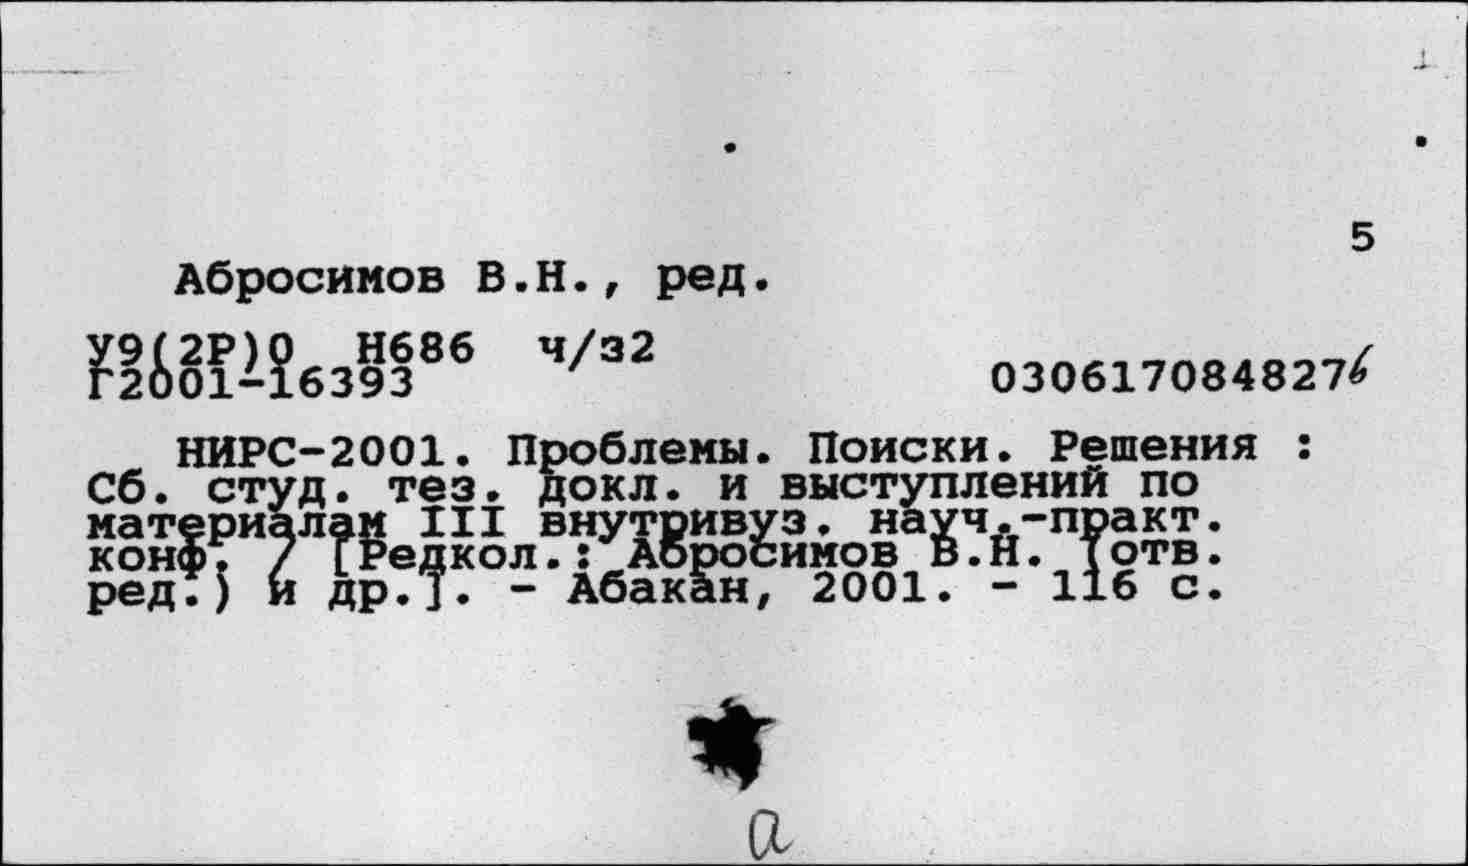 5
Абросимов В.Н., ред.
У9(2Р)0 Н686 ч/з2
Г2001-16393
0306170848276
НИРС-2001. Проблемы. Поиски. Решения :
Сб. студ. тез. докл. и выступлений по
материалам III внутривуз. науч.-практ.
конф. / [Редкол.: Абросимов В.Н. (отв.
ред.) и др.]. - Абакан, 2001. - 116 с.
а